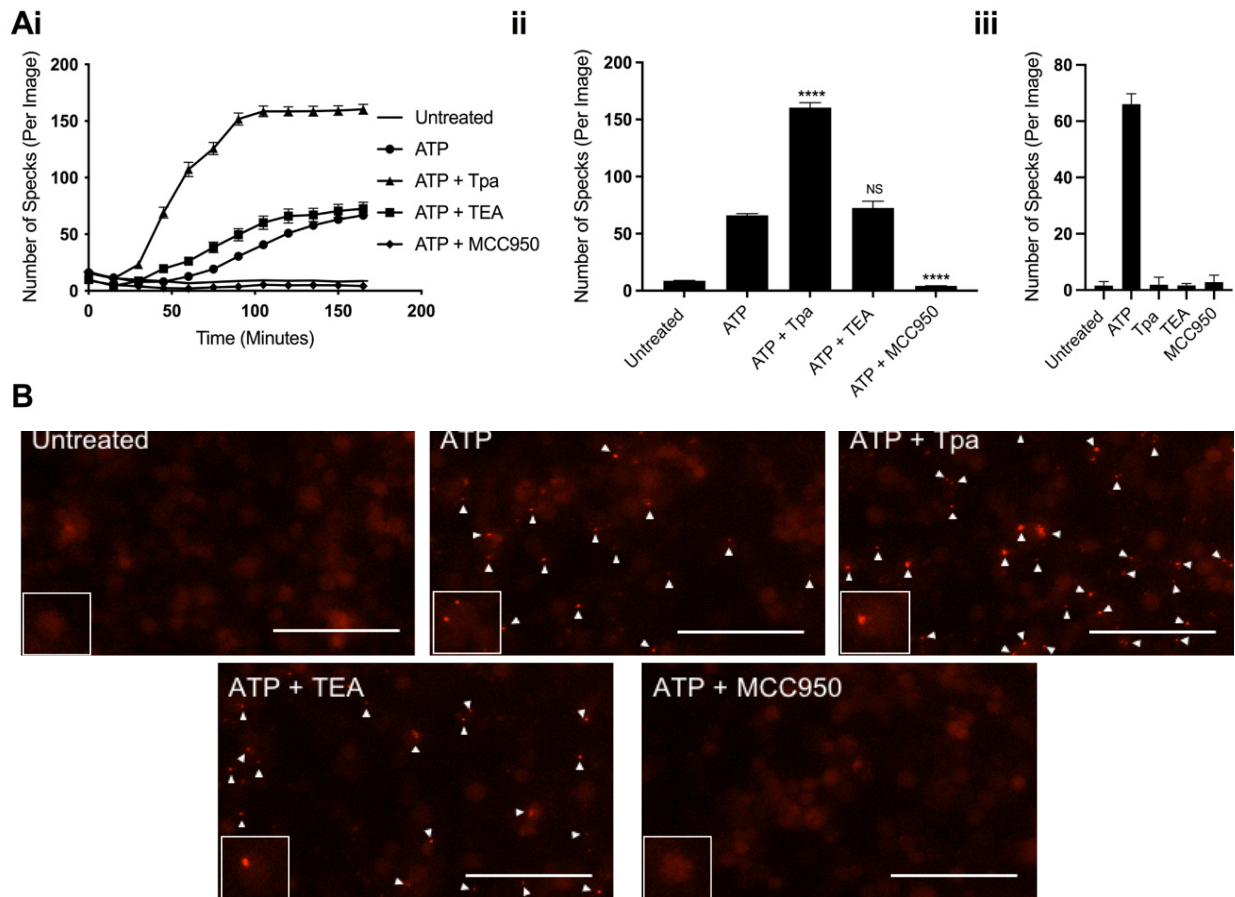 Ai
ii
iii
Number of Specks (Per Image)
200
150
100
50
0
0
50
100
150
200
Time (Minutes)
Untreated
ATP
ATP + Tpa
ATP + TEA
ATP + MCC950
Number of Specks (Per Image)
200
150
100
50
0
****
NS
****
Untreated
ATP
ATP + Tpa
ATP + TEA
ATP + MCC950
Number of Specks (Per Image)
80
60
40
20
0
Untreated
ATP
Tpa
TEA
MCC950
B
Untreated
ATP
ATP + Tpa
ATP + TEA
ATP + MCC950